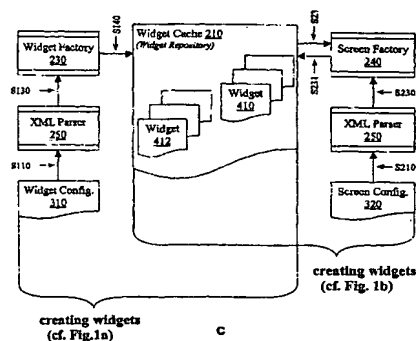 S140
Widget Factory
230
S130
XML Parser
250
S110
Widget Config.
310
Widget Cache 210
(Widget Repository)
Widget
410
Widget
412
S231
Screen Factory
240
S230
XML Parser
250
S210
Screen Config.
320
creating widgets
(cf. Fig. 1b)
creating widgets
(cf. Fig.1a)
C